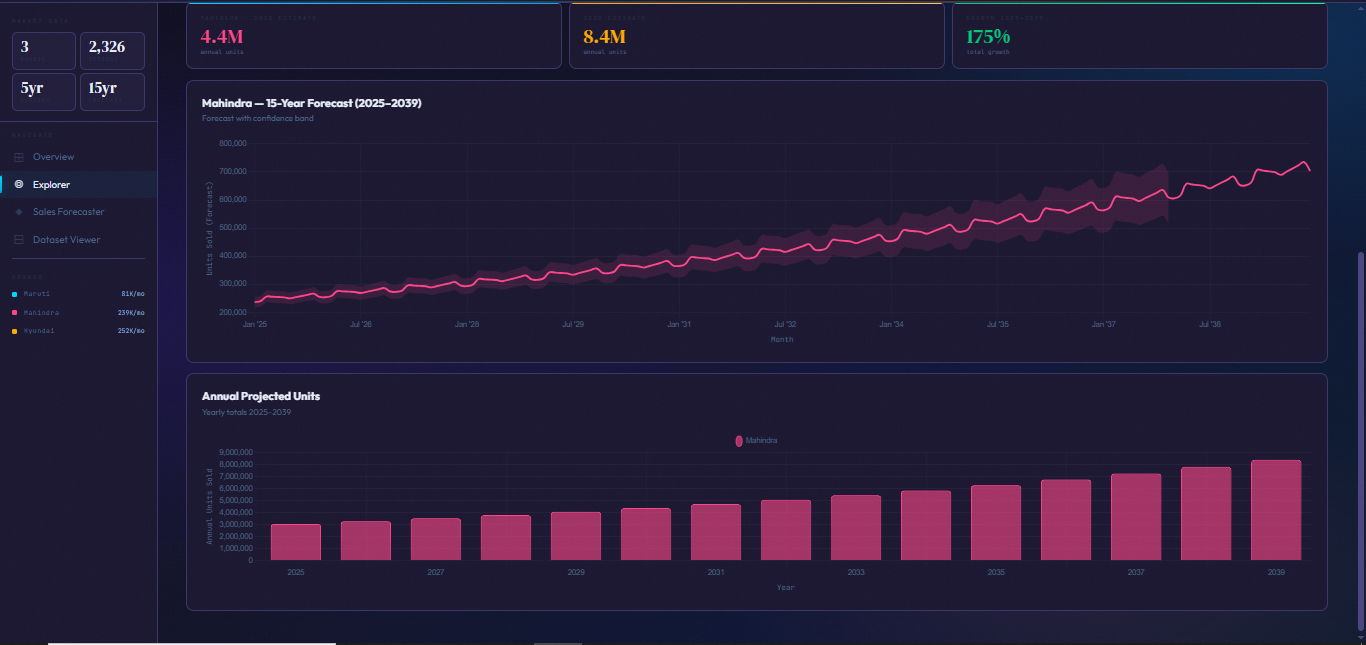 MARKET DATA
3
2,326
5yr
15yr
NAVIGATE
Overview
Explorer
Sales Forecaster
Dataset Viewer
Maruti 81K/mo
Mahindra 239K/mo
Hyundai 252K/mo
4.4M
annual units
8.4M
annual units
175%
total growth
Mahindra — 15-Year Forecast (2025–2039)
Forecast with confidence band
800,000
700,000
600,000
500,000
400,000
300,000
200,000
Units Sold (Forecast)
Jan '25 Jul '26 Jan '28 Jul '29 Jan '31 Jul '32 Jan '34 Jul '35 Jan '37 Jul '38
Month
Annual Projected Units
Yearly totals 2025-2039
Mahindra
9,000,000
8,000,000
7,000,000
6,000,000
5,000,000
4,000,000
3,000,000
2,000,000
1,000,000
0
Annual Units Sold
2025 2027 2029 2031 2033 2035 2037 2039
Year